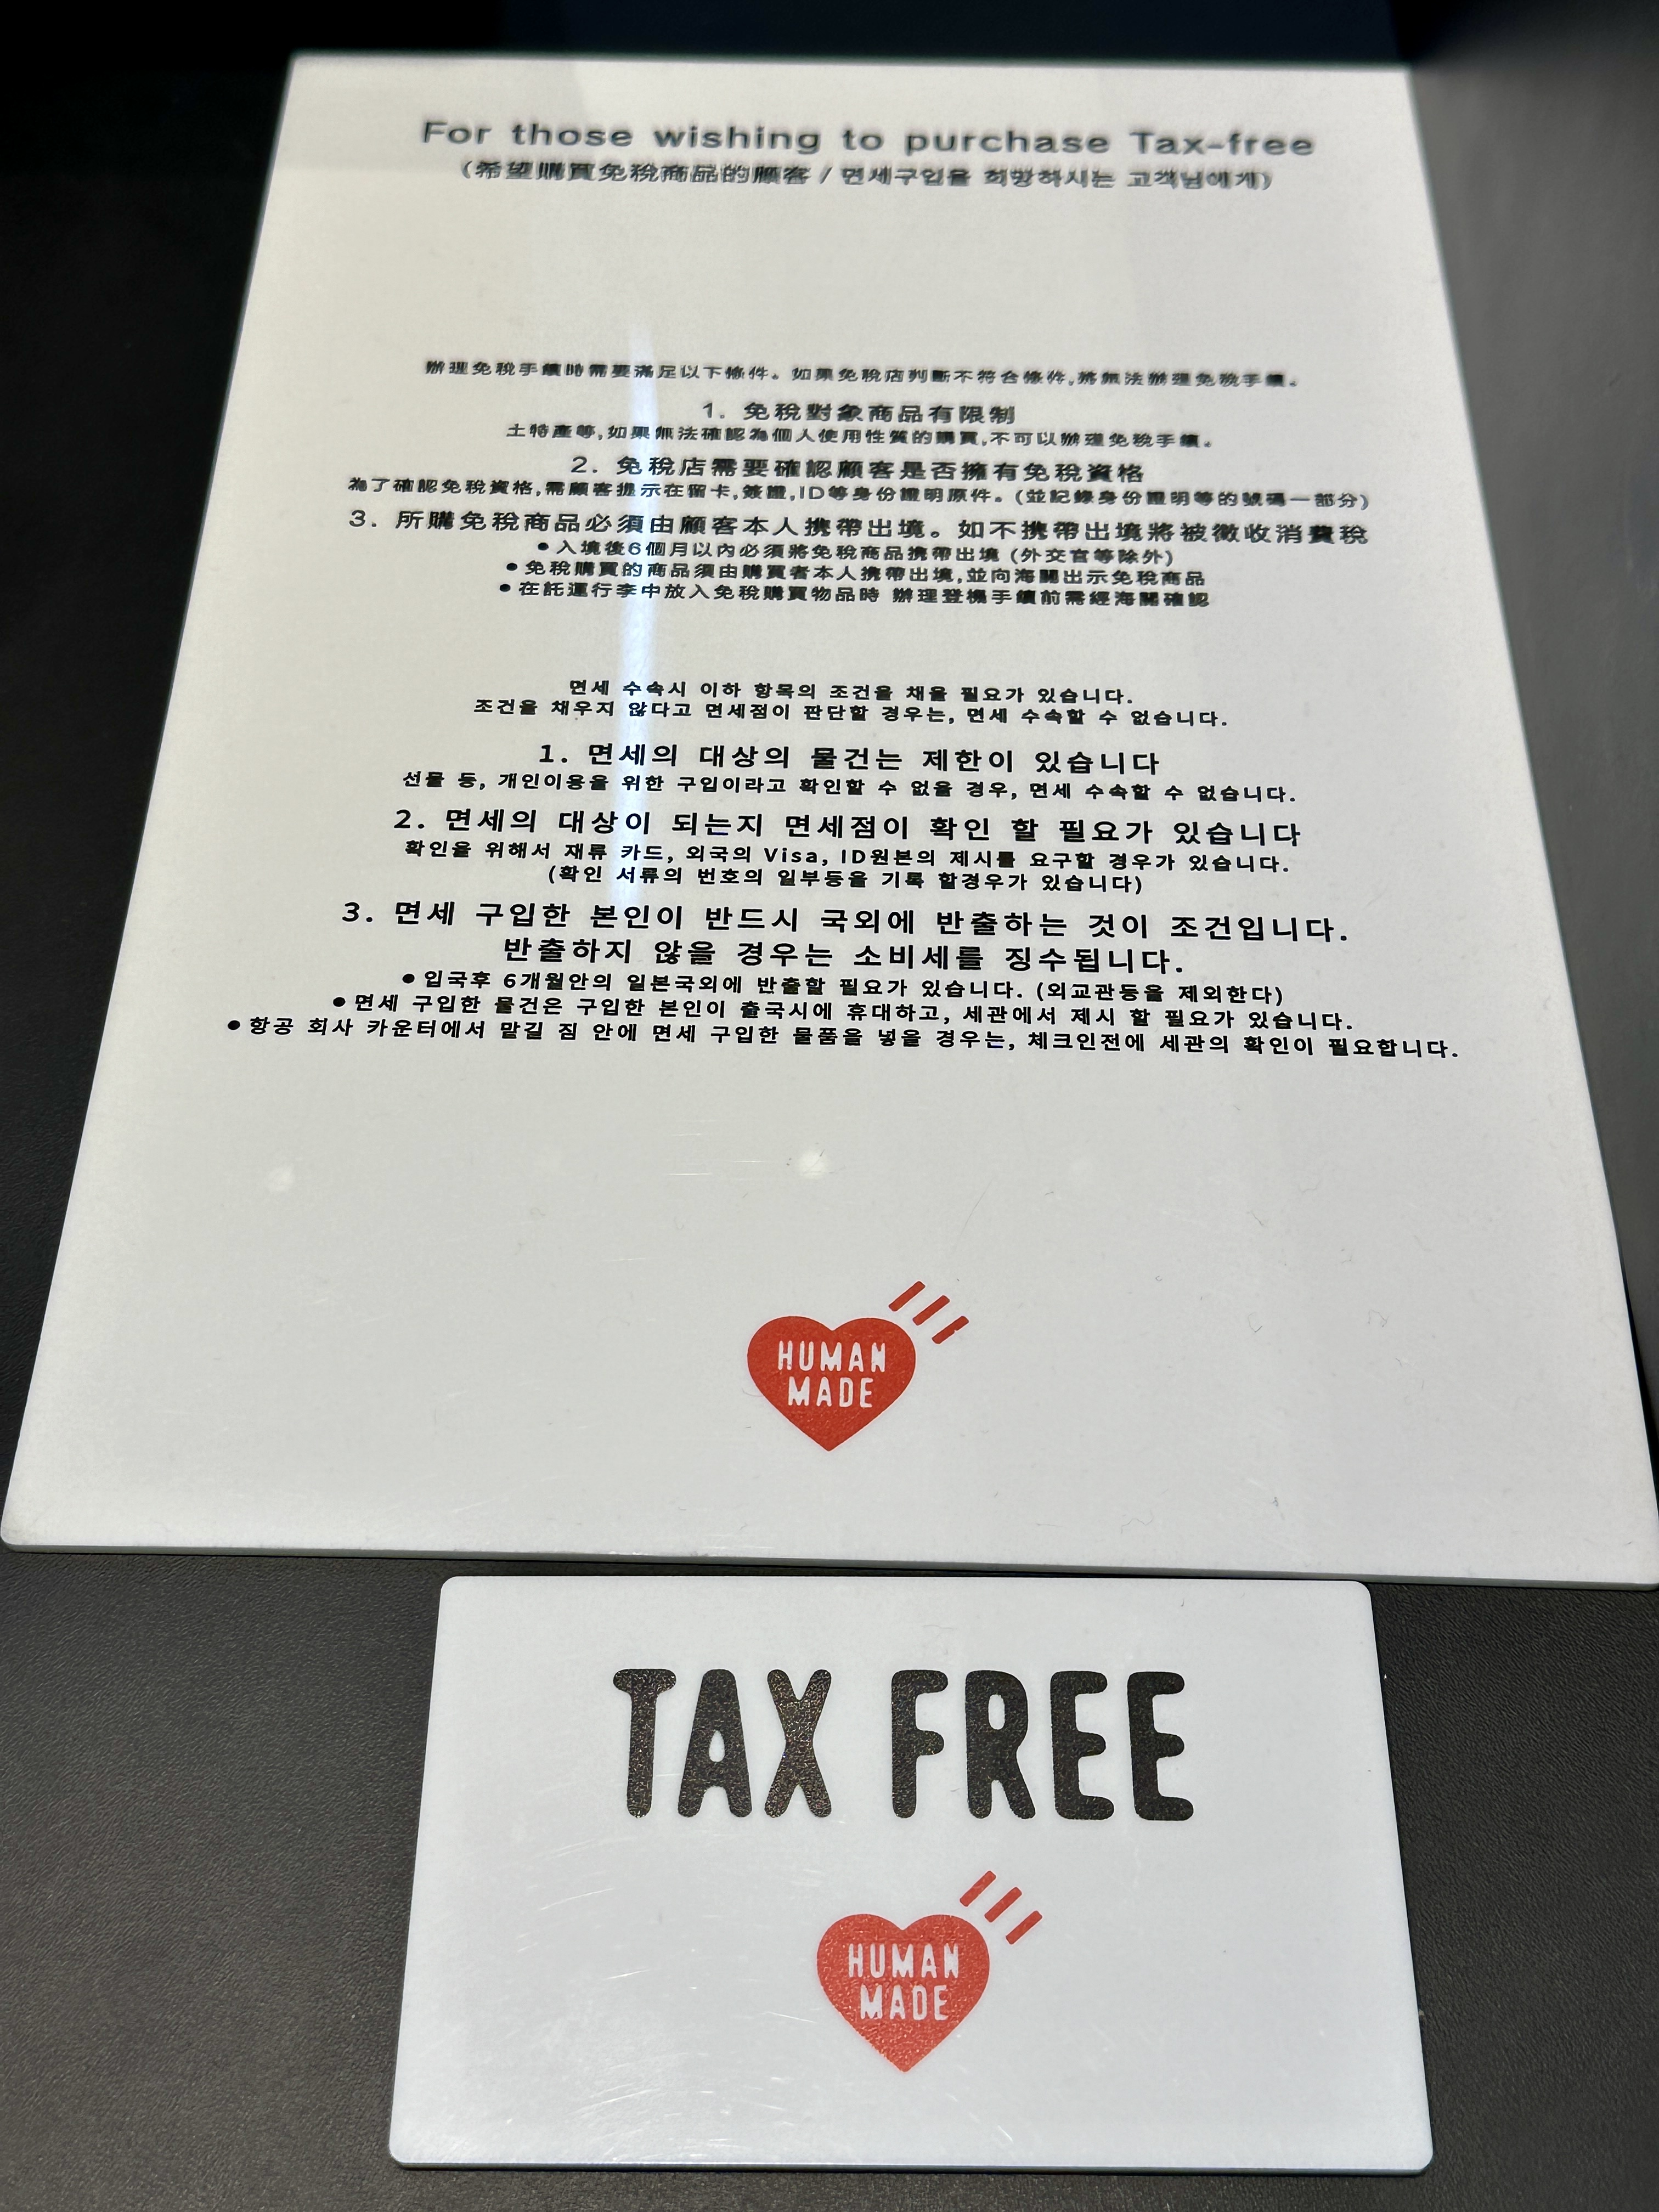 For those wishing to purchase Tax-free
(希望購買免稅商品的顧客 / 면세구입을 희망하시는 고객님에게)
辦理免稅手續時需要滿足以下條件。如果免稅店判斷不符合條件,將無法辦理免稅手續。
1. 免稅對象商品有限制
土特產等,如果無法確認為個人使用性質的購買,不可以辦理免稅手續。
2. 免稅店需要確認顧客是否擁有免稅資格
為了確認免稅資格,需顧客提示在留卡,簽證,ID等身份證明原件。(並記錄身份證明等的號碼一部分)
3. 所購免稅商品必須由顧客本人携帶出境。如不携帶出境將被徵收消費稅
●入境後6個月以內必須將免稅商品携帶出境 (外交官等除外)
●免稅購買的商品須由購買者本人携帶出境,並向海關出示免稅商品
●在託運行李中放入免稅購買物品時 辦理登機手續前需經海關確認
면세 수속시 이하 항목의 조건을 채울 필요가 있습니다.
조건을 채우지 않다고 면세점이 판단할 경우는, 면세 수속할 수 없습니다.
1. 면세의 대상의 물건는 제한이 있습니다
선물 등, 개인이용을 위한 구입이라고 확인할 수 없을 경우, 면세 수속할 수 없습니다.
2. 면세의 대상이 되는지 면세점이 확인 할 필요가 있습니다
확인을 위해서 재류 카드, 외국의 Visa, ID원본의 제시를 요구할 경우가 있습니다.
(확인 서류의 번호의 일부등을 기록 할경우가 있습니다)
3. 면세 구입한 본인이 반드시 국외에 반출하는 것이 조건입니다.
반출하지 않을 경우는 소비세를 징수됩니다.
●입국후 6개월안의 일본국외에 반출할 필요가 있습니다. (외교관등을 제외한다)
●면세 구입한 물건은 구입한 본인이 출국시에 휴대하고, 세관에서 제시 할 필요가 있습니다.
●항공 회사 카운터에서 맡길 짐 안에 면세 구입한 물품을 넣을 경우는, 체크인전에 세관의 확인이 필요합니다.
HUMAN
MADE
TAX FREE
HUMAN
MADE